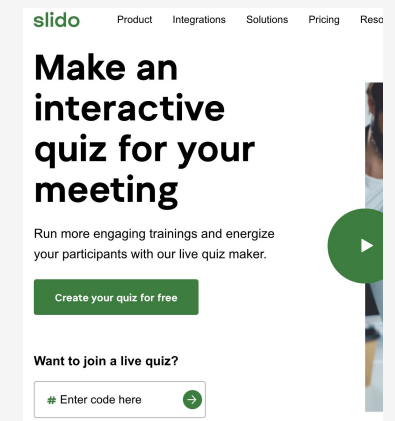 slido Product Integrations Solutions Pricing Reso
Make an
interactive
quiz for your
meeting
Run more engaging trainings and energize
your participants with our live quiz maker.
Create your quiz for free
Want to join a live quiz?
# Enter code here